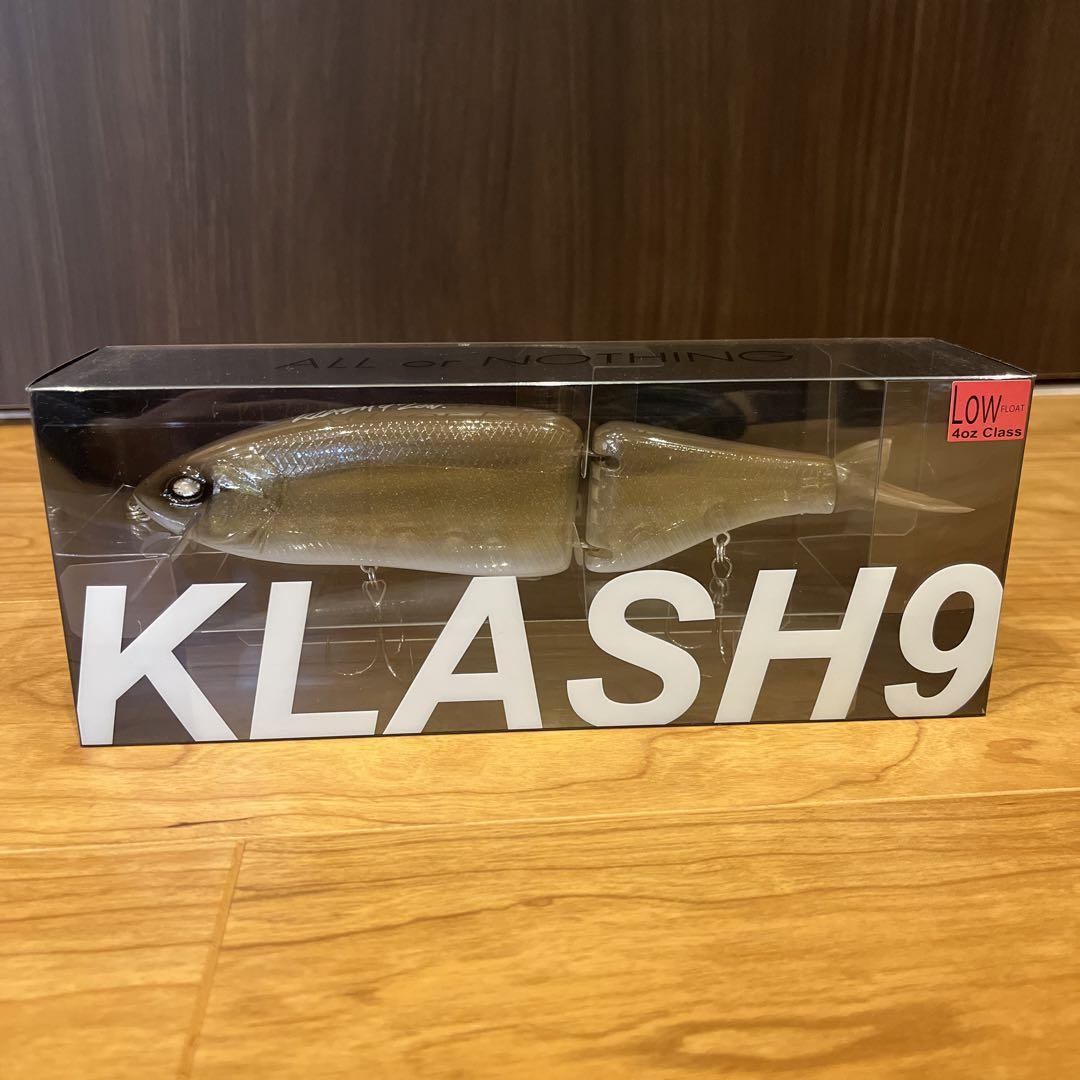 ALL or NOTHING
LOW FLOAT
4oz Class
KLASH9